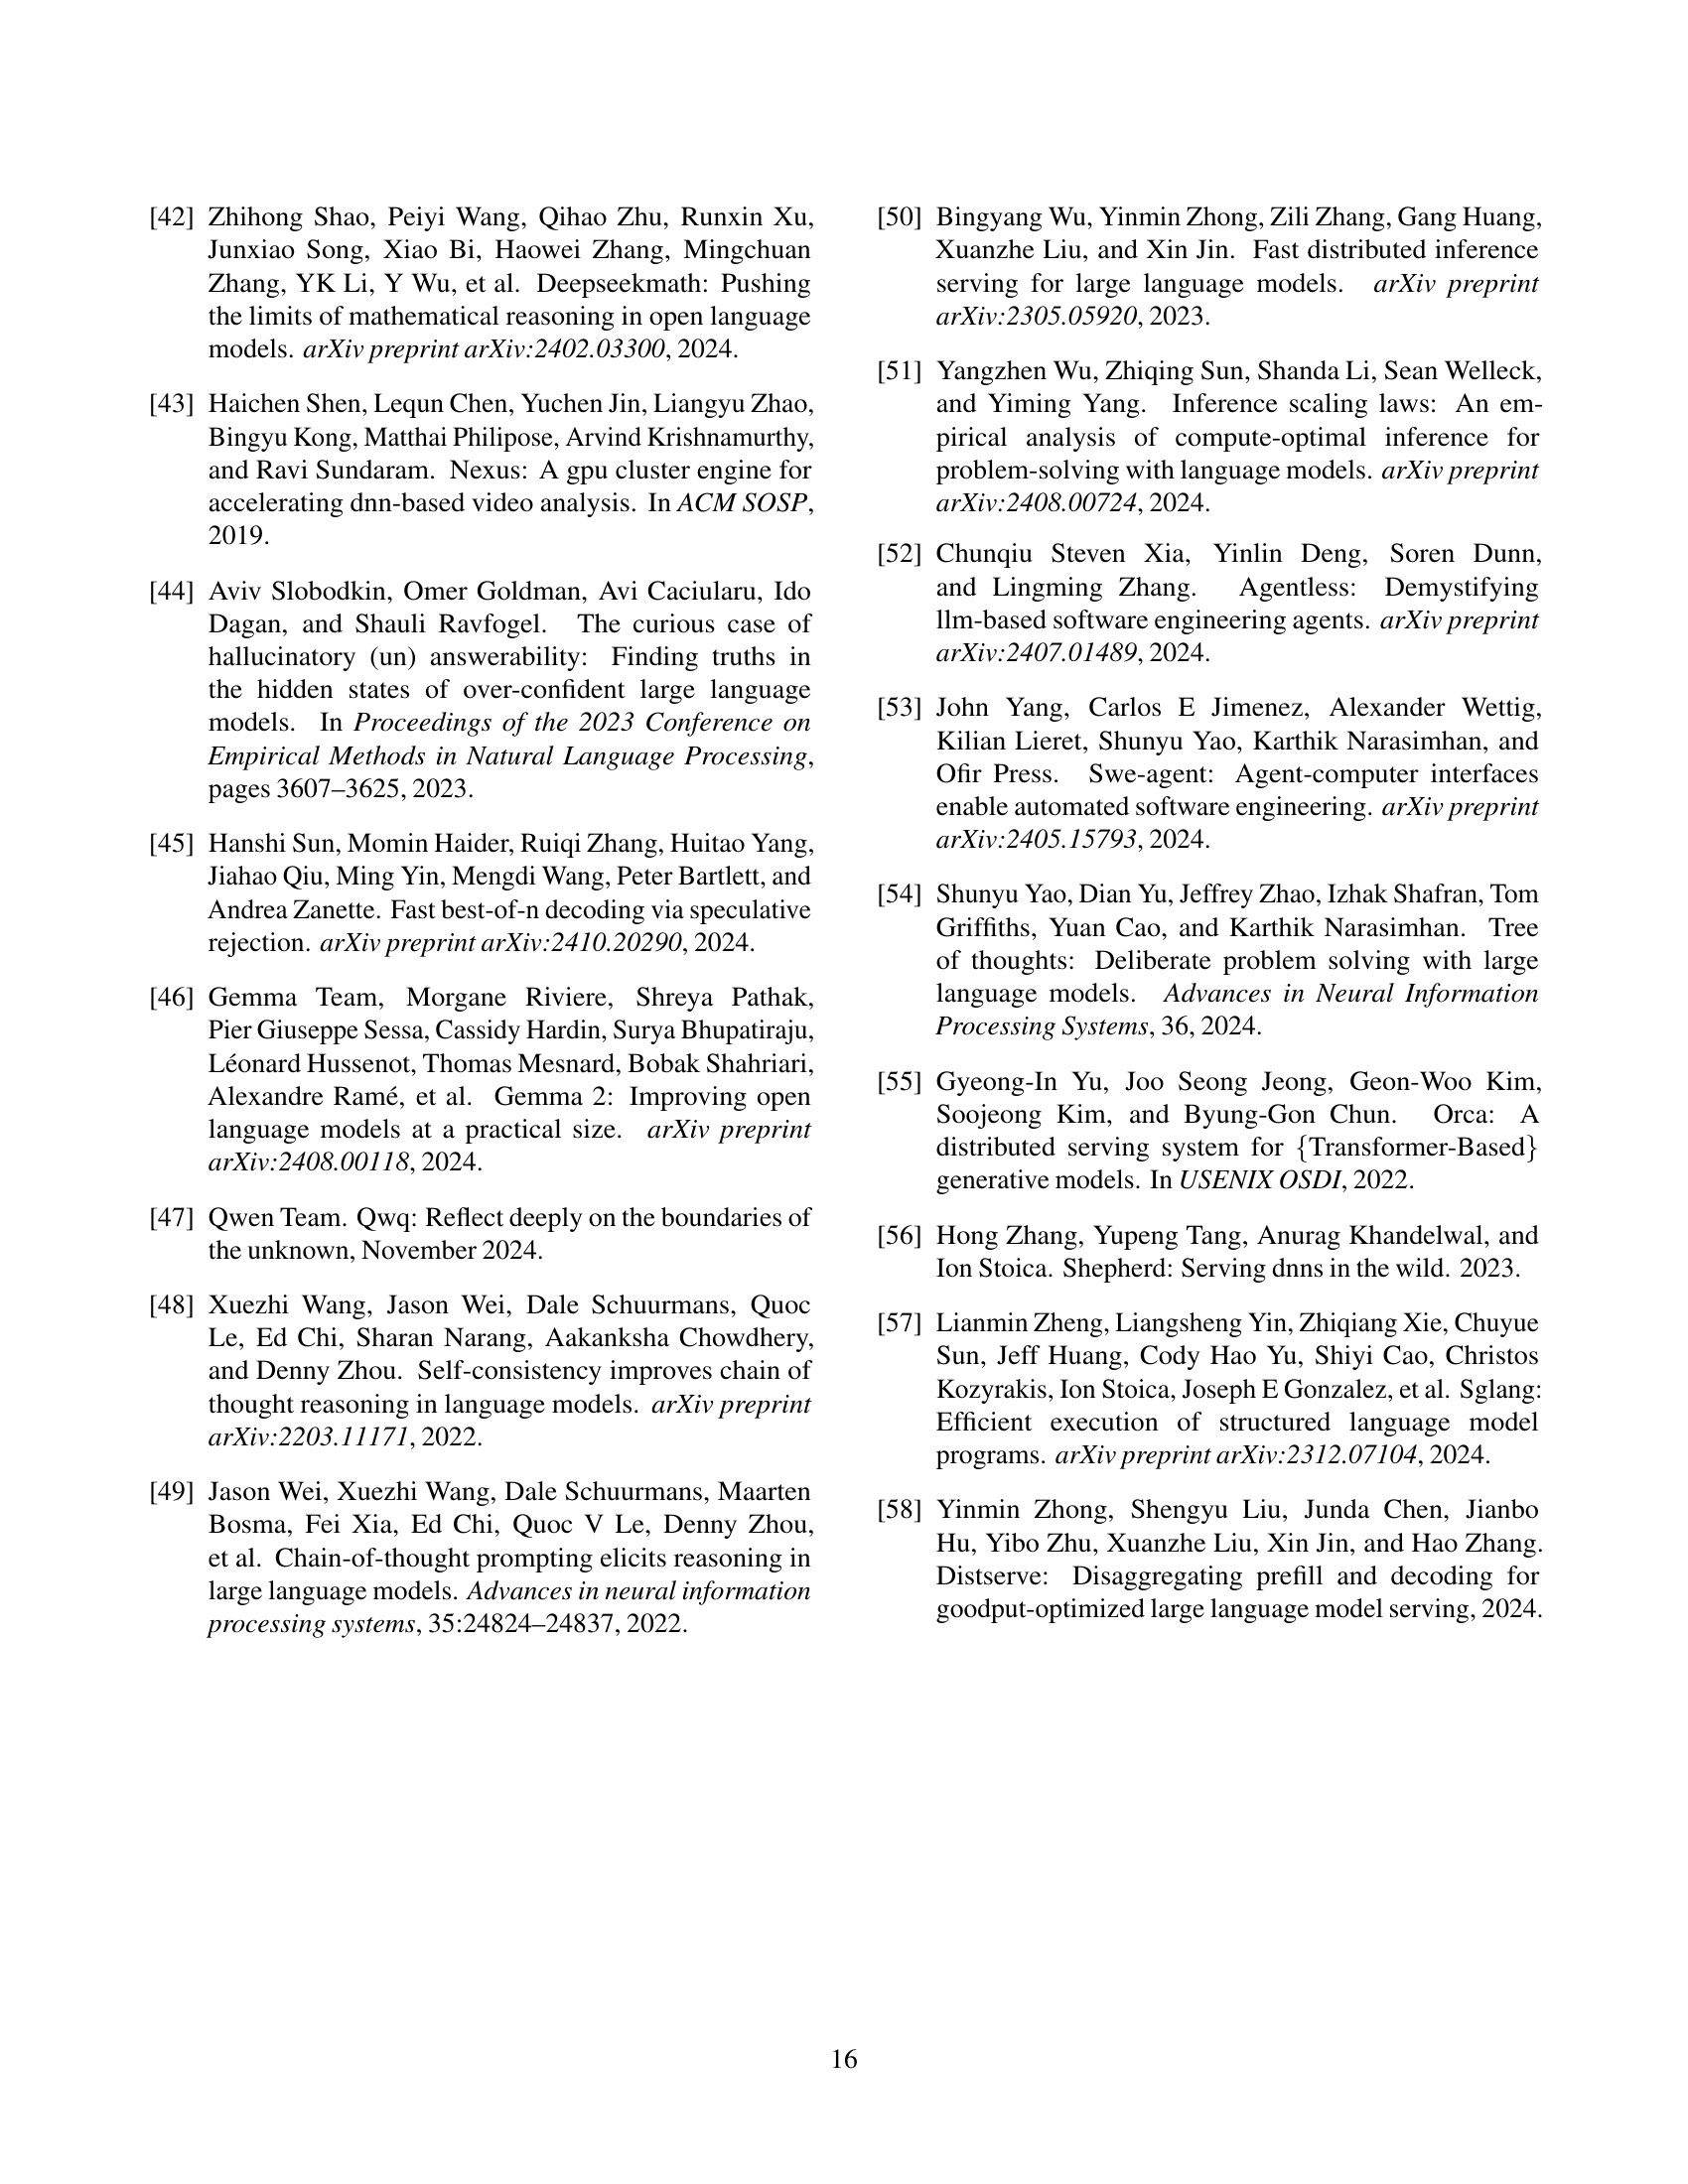 [42] Zhihong Shao, Peiyi Wang, Qihao Zhu, Runxin Xu,
Junxiao Song, Xiao Bi, Haowei Zhang, Mingchuan
Zhang, YK Li, Y Wu, et al. Deepseekmath: Pushing
the limits of mathematical reasoning in open language
models. arXiv preprint arXiv:2402.03300, 2024.
[43] Haichen Shen, Lequn Chen, Yuchen Jin, Liangyu Zhao,
Bingyu Kong, Matthai Philipose, Arvind Krishnamurthy,
and Ravi Sundaram. Nexus: A gpu cluster engine for
accelerating dnn-based video analysis. In ACM SOSP,
2019.
[44] Aviv Slobodkin, Omer Goldman, Avi Caciularu, Ido
Dagan, and Shauli Ravfogel. The curious case of
hallucinatory (un) answerability: Finding truths in
the hidden states of over-confident large language
models. In Proceedings of the 2023 Conference on
Empirical Methods in Natural Language Processing,
pages 3607–3625, 2023.
[45] Hanshi Sun, Momin Haider, Ruiqi Zhang, Huitao Yang,
Jiahao Qiu, Ming Yin, Mengdi Wang, Peter Bartlett, and
Andrea Zanette. Fast best-of-n decoding via speculative
rejection. arXiv preprint arXiv:2410.20290, 2024.
[46] Gemma Team, Morgane Riviere, Shreya Pathak,
Pier Giuseppe Sessa, Cassidy Hardin, Surya Bhupatiraju,
Léonard Hussenot, Thomas Mesnard, Bobak Shahriari,
Alexandre Ramé, et al. Gemma 2: Improving open
language models at a practical size. arXiv preprint
arXiv:2408.00118, 2024.
[47] Qwen Team. Qwq: Reflect deeply on the boundaries of
the unknown, November 2024.
[48] Xuezhi Wang, Jason Wei, Dale Schuurmans, Quoc
Le, Ed Chi, Sharan Narang, Aakanksha Chowdhery,
and Denny Zhou. Self-consistency improves chain of
thought reasoning in language models. arXiv preprint
arXiv:2203.11171, 2022.
[49] Jason Wei, Xuezhi Wang, Dale Schuurmans, Maarten
Bosma, Fei Xia, Ed Chi, Quoc V Le, Denny Zhou,
et al. Chain-of-thought prompting elicits reasoning in
large language models. Advances in neural information
processing systems, 35:24824–24837, 2022.
[50] Bingyang Wu, Yinmin Zhong, Zili Zhang, Gang Huang,
Xuanzhe Liu, and Xin Jin. Fast distributed inference
serving for large language models. arXiv preprint
arXiv:2305.05920, 2023.
[51] Yangzhen Wu, Zhiqing Sun, Shanda Li, Sean Welleck,
and Yiming Yang. Inference scaling laws: An em-
pirical analysis of compute-optimal inference for
problem-solving with language models. arXiv preprint
arXiv:2408.00724, 2024.
[52] Chunqiu Steven Xia, Yinlin Deng, Soren Dunn,
and Lingming Zhang. Agentless: Demystifying
llm-based software engineering agents. arXiv preprint
arXiv:2407.01489, 2024.
[53] John Yang, Carlos E Jimenez, Alexander Wettig,
Kilian Lieret, Shunyu Yao, Karthik Narasimhan, and
Ofir Press. Swe-agent: Agent-computer interfaces
enable automated software engineering. arXiv preprint
arXiv:2405.15793, 2024.
[54] Shunyu Yao, Dian Yu, Jeffrey Zhao, Izhak Shafran, Tom
Griffiths, Yuan Cao, and Karthik Narasimhan. Tree
of thoughts: Deliberate problem solving with large
language models. Advances in Neural Information
Processing Systems, 36, 2024.
[55] Gyeong-In Yu, Joo Seong Jeong, Geon-Woo Kim,
Soojeong Kim, and Byung-Gon Chun. Orca: A
distributed serving system for {Transformer-Based}
generative models. In USENIX OSDI, 2022.
[56] Hong Zhang, Yupeng Tang, Anurag Khandelwal, and
Ion Stoica. Shepherd: Serving dnns in the wild. 2023.
[57] Lianmin Zheng, Liangsheng Yin, Zhiqiang Xie, Chuyue
Sun, Jeff Huang, Cody Hao Yu, Shiyi Cao, Christos
Kozyrakis, Ion Stoica, Joseph E Gonzalez, et al. Sglang:
Efficient execution of structured language model
programs. arXiv preprint arXiv:2312.07104, 2024.
[58] Yinmin Zhong, Shengyu Liu, Junda Chen, Jianbo
Hu, Yibo Zhu, Xuanzhe Liu, Xin Jin, and Hao Zhang.
Distserve: Disaggregating prefill and decoding for
goodput-optimized large language model serving, 2024.
16